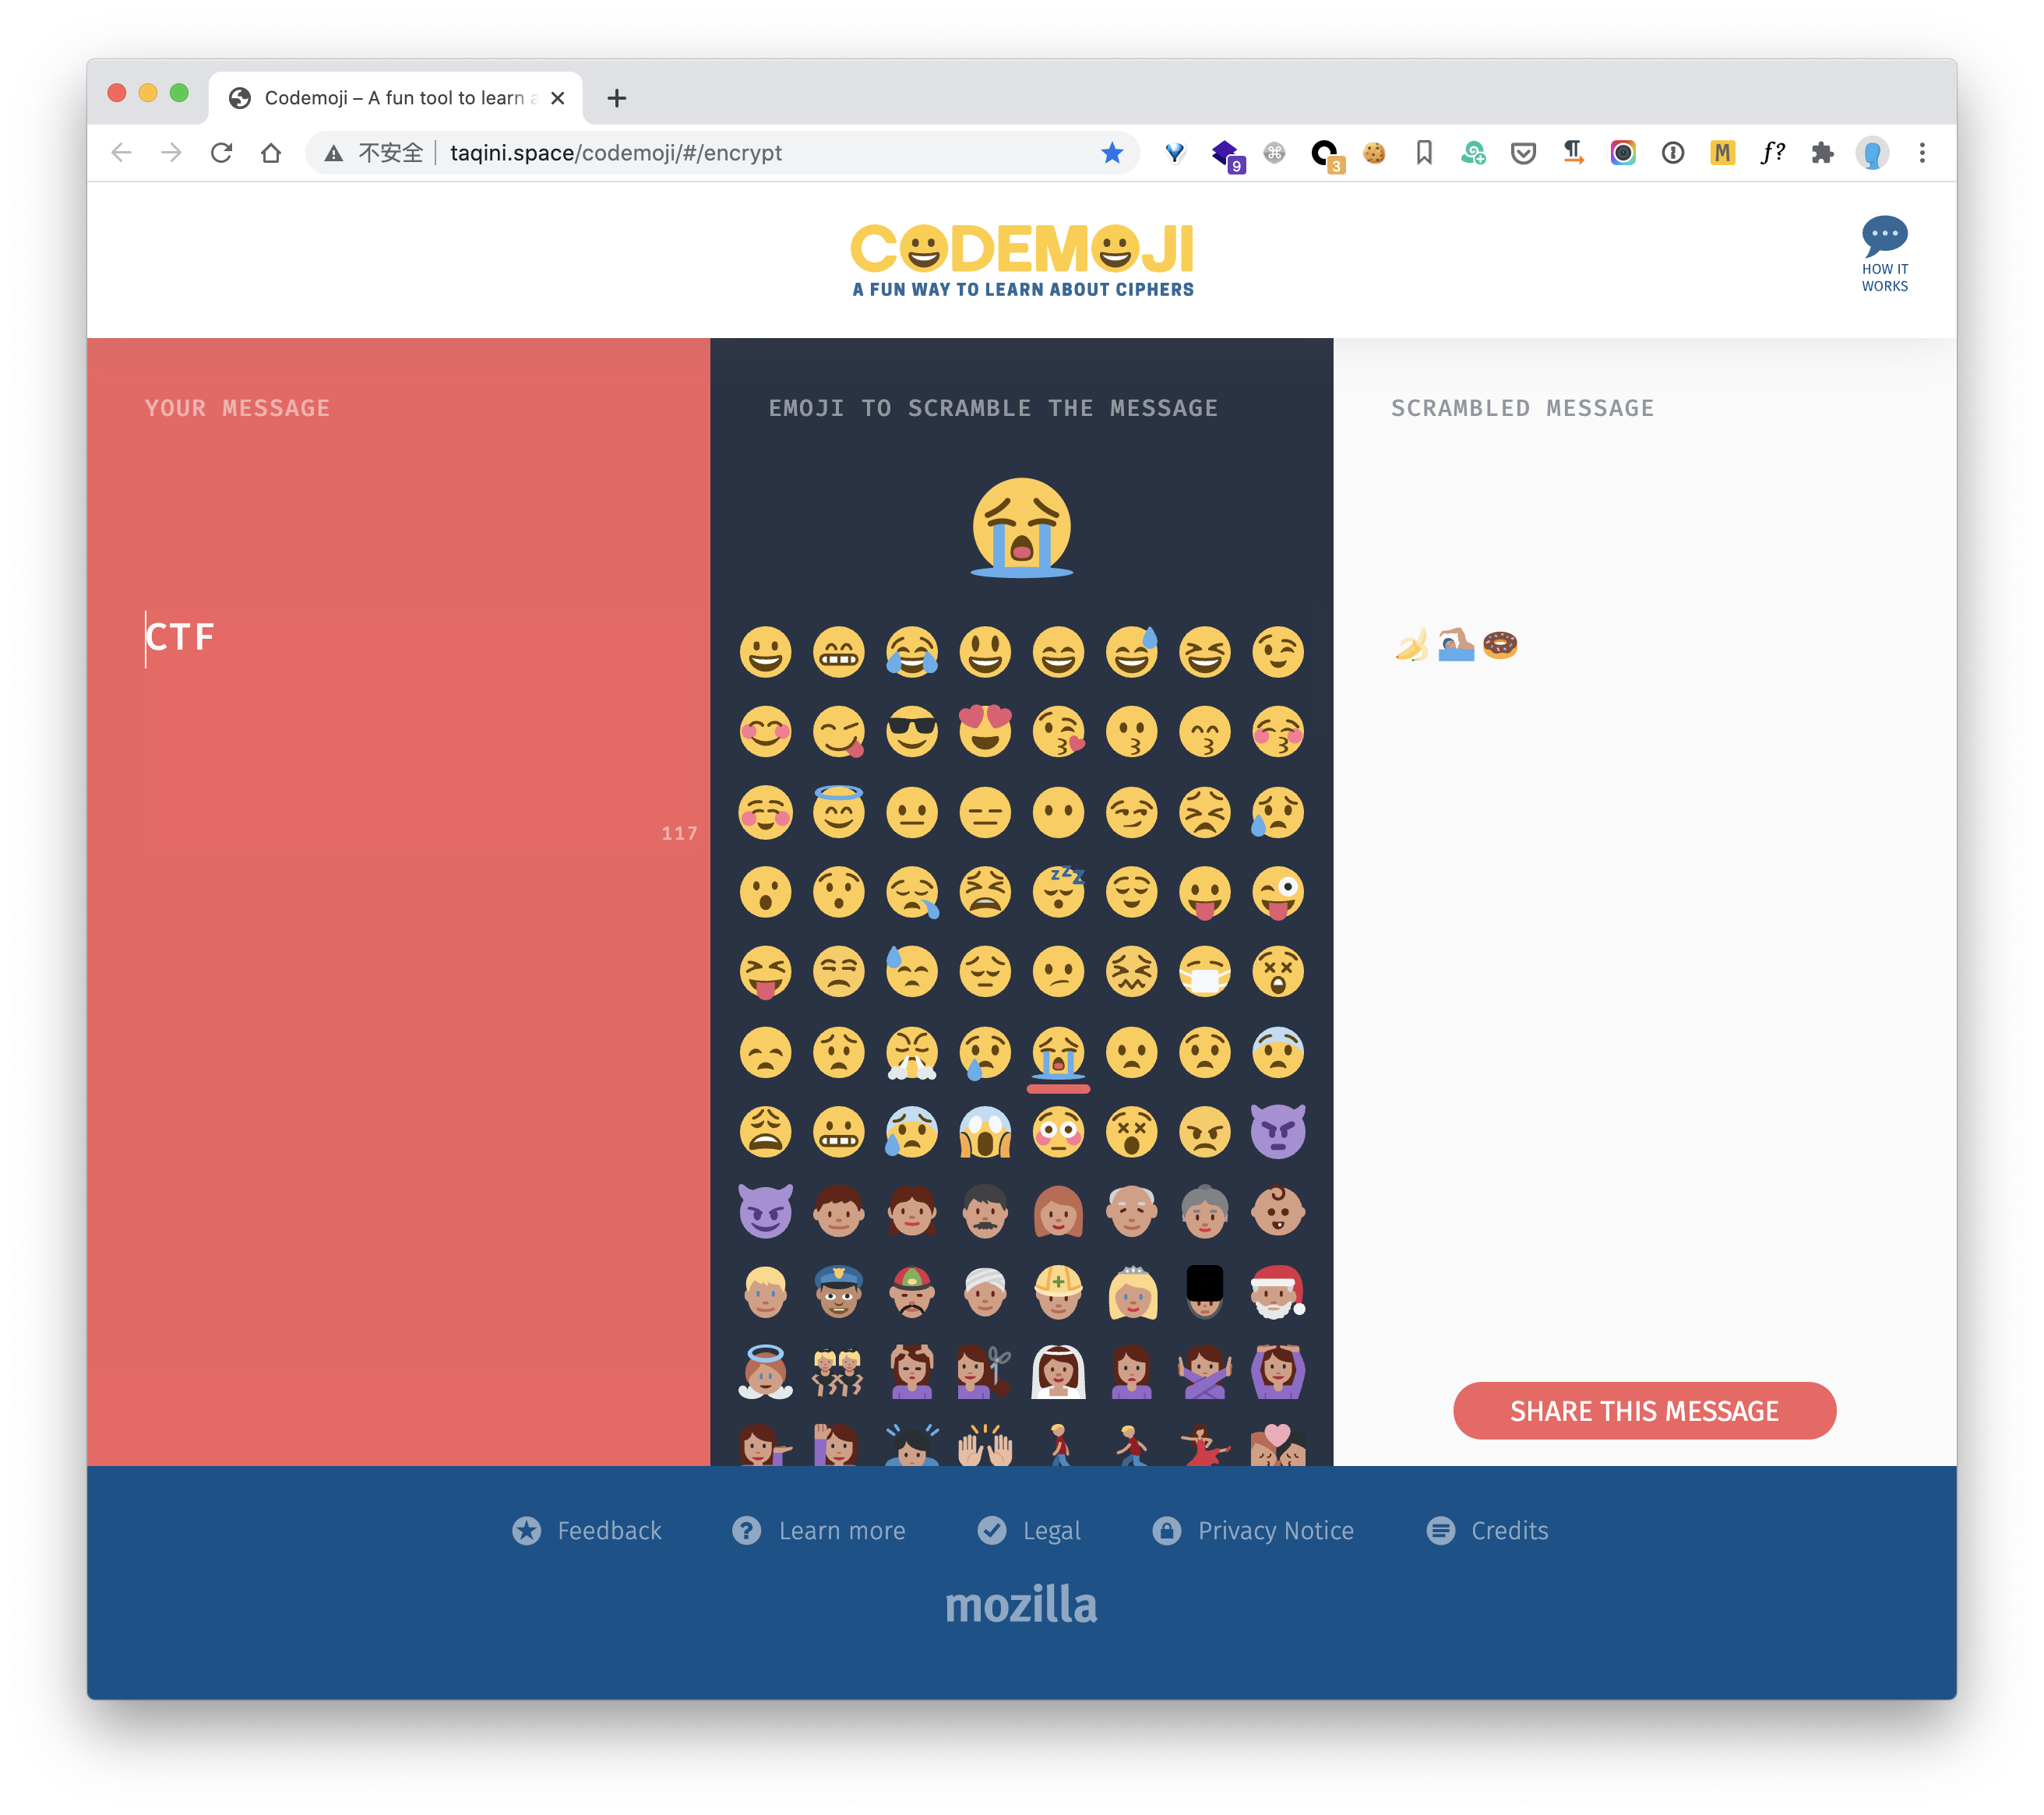 Codemoji – A fun tool to learn a
不安全 taqini.space/codemoji/#/encrypt
9
3
M
f?
CODEMOJI
A FUN WAY TO LEARN ABOUT CIPHERS
HOW IT
WORKS
YOUR MESSAGE
CTF
117
EMOJI TO SCRAMBLE THE MESSAGE
zzz
SCRAMBLED MESSAGE
SHARE THIS MESSAGE
Feedback
Learn more
Legal
Privacy Notice
Credits
mozilla